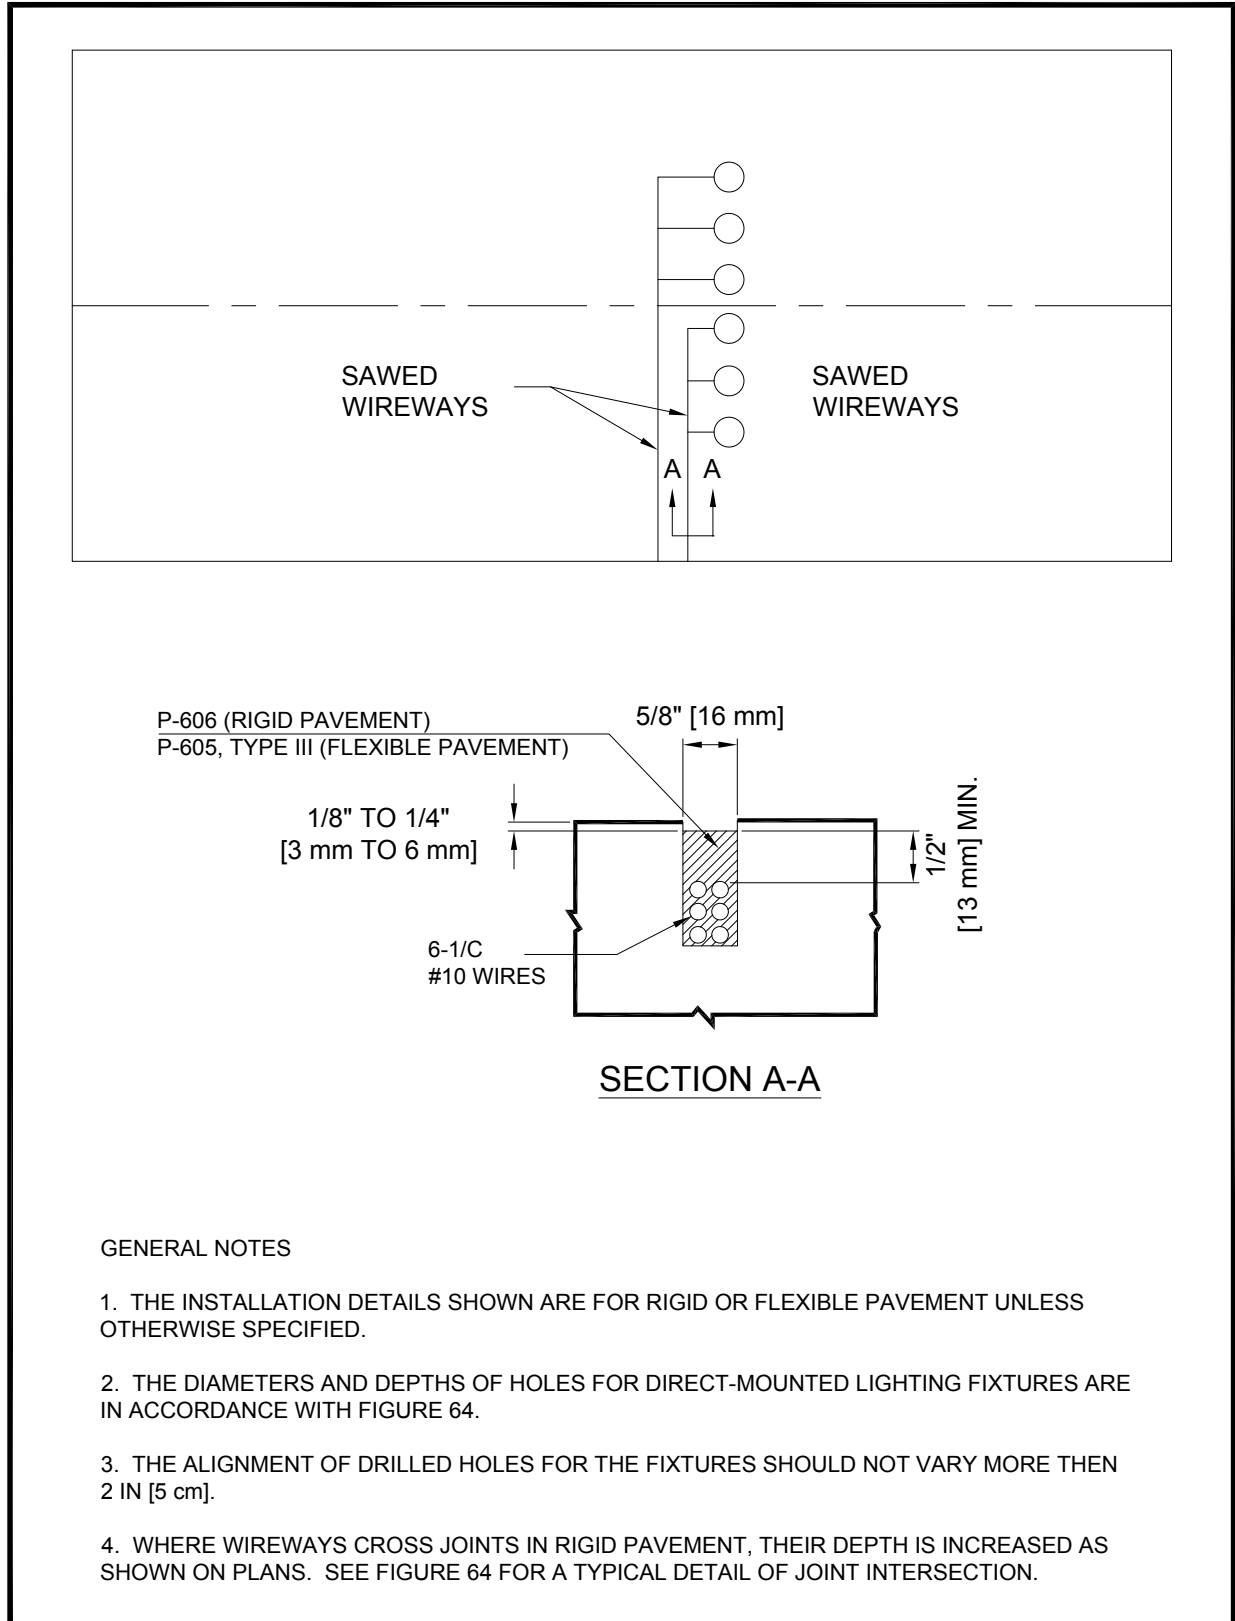 SAWED
WIREWAYS
SAWED
WIREWAYS
A A
P-606 (RIGID PAVEMENT)
P-605, TYPE III (FLEXIBLE PAVEMENT)
5/8" [16 mm]
1/8" TO 1/4"
[3 mm TO 6 mm]
1/2"
[13 mm] MIN.
6-1/C
#10 WIRES
SECTION A-A
GENERAL NOTES
1. THE INSTALLATION DETAILS SHOWN ARE FOR RIGID OR FLEXIBLE PAVEMENT UNLESS
OTHERWISE SPECIFIED.
2. THE DIAMETERS AND DEPTHS OF HOLES FOR DIRECT-MOUNTED LIGHTING FIXTURES ARE
IN ACCORDANCE WITH FIGURE 64.
3. THE ALIGNMENT OF DRILLED HOLES FOR THE FIXTURES SHOULD NOT VARY MORE THEN
2 IN [5 cm].
4. WHERE WIREWAYS CROSS JOINTS IN RIGID PAVEMENT, THEIR DEPTH IS INCREASED AS
SHOWN ON PLANS. SEE FIGURE 64 FOR A TYPICAL DETAIL OF JOINT INTERSECTION.